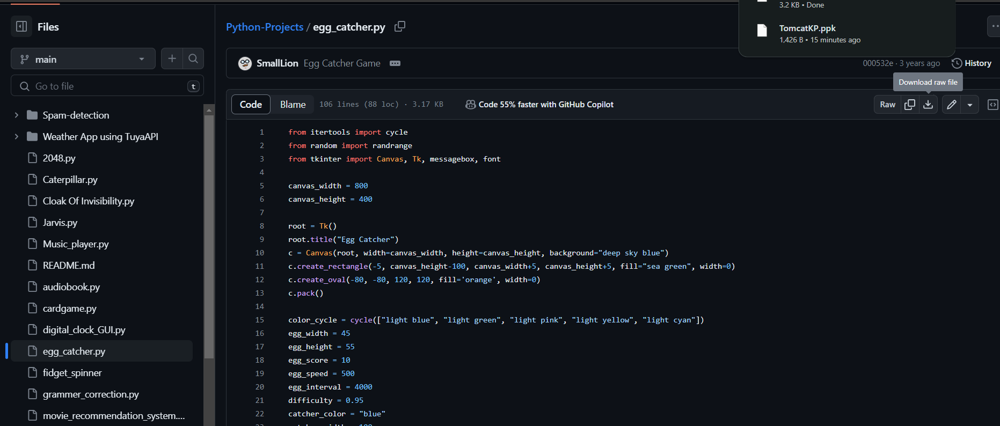 3.2 KB • Done
TomcatKP.ppk
1,426 B • 15 minutes ago
Files
Python-Projects / egg_catcher.py
main
SmallLion Egg Catcher Game
000532e · 3 years ago
History
Go to file
t
Download raw file
Code
Blame
106 lines (88 loc) · 3.17 KB
Code 55% faster with GitHub Copilot
Raw
Spam-detection
Weather App using TuyaAPI
2048.py
Caterpillar.py
Cloak Of Invisibility.py
Jarvis.py
Music_player.py
README.md
audiobook.py
cardgame.py
digital_clock_GUI.py
egg_catcher.py
fidget_spinner
grammer_correction.py
movie_recommendation_system....
1 from itertools import cycle
2 from random import randrange
3 from tkinter import Canvas, Tk, messagebox, font
4
5 canvas_width = 800
6 canvas_height = 400
7
8 root = Tk()
9 root.title("Egg Catcher")
10 c = Canvas(root, width=canvas_width, height=canvas_height, background="deep sky blue")
11 c.create_rectangle(-5, canvas_height-100, canvas_width+5, canvas_height+5, fill="sea green", width=0)
12 c.create_oval(-80, -80, 120, 120, fill='orange', width=0)
13 c.pack()
14
15 color_cycle = cycle(["light blue", "light green", "light pink", "light yellow", "light cyan"])
16 egg_width = 45
17 egg_height = 55
18 egg_score = 10
19 egg_speed = 500
20 egg_interval = 4000
21 difficulty = 0.95
22 catcher_color = "blue"